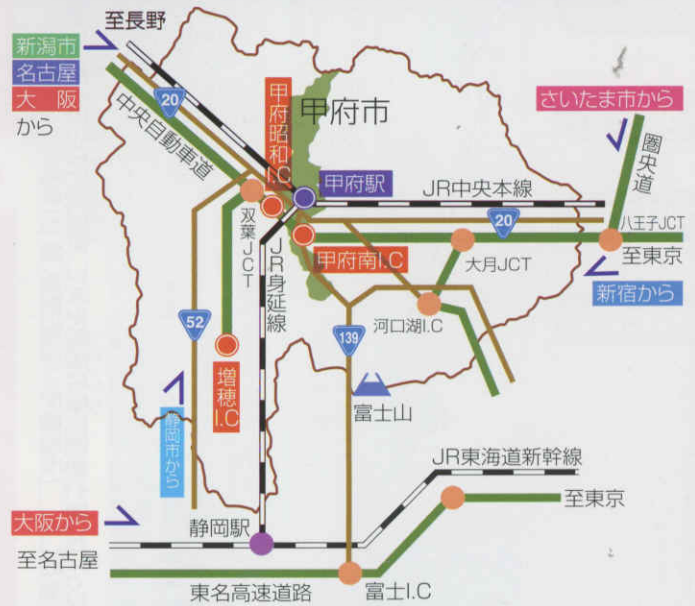 至長野
新潟市
名古屋
大阪
から
20
中央自動車道
甲府昭和I.C
甲府市
さいたま市から
圏央道
甲府駅
JR中央本線
20
八王子JCT
双葉JCT
甲府南I.C
大月JCT
至東京
新宿から
JR身延線
河口湖I.C
52
139
増穂I.C
富士山
静岡市から
JR東海道新幹線
至東京
大阪から
静岡駅
至名古屋
東名高速道路
富士I.C